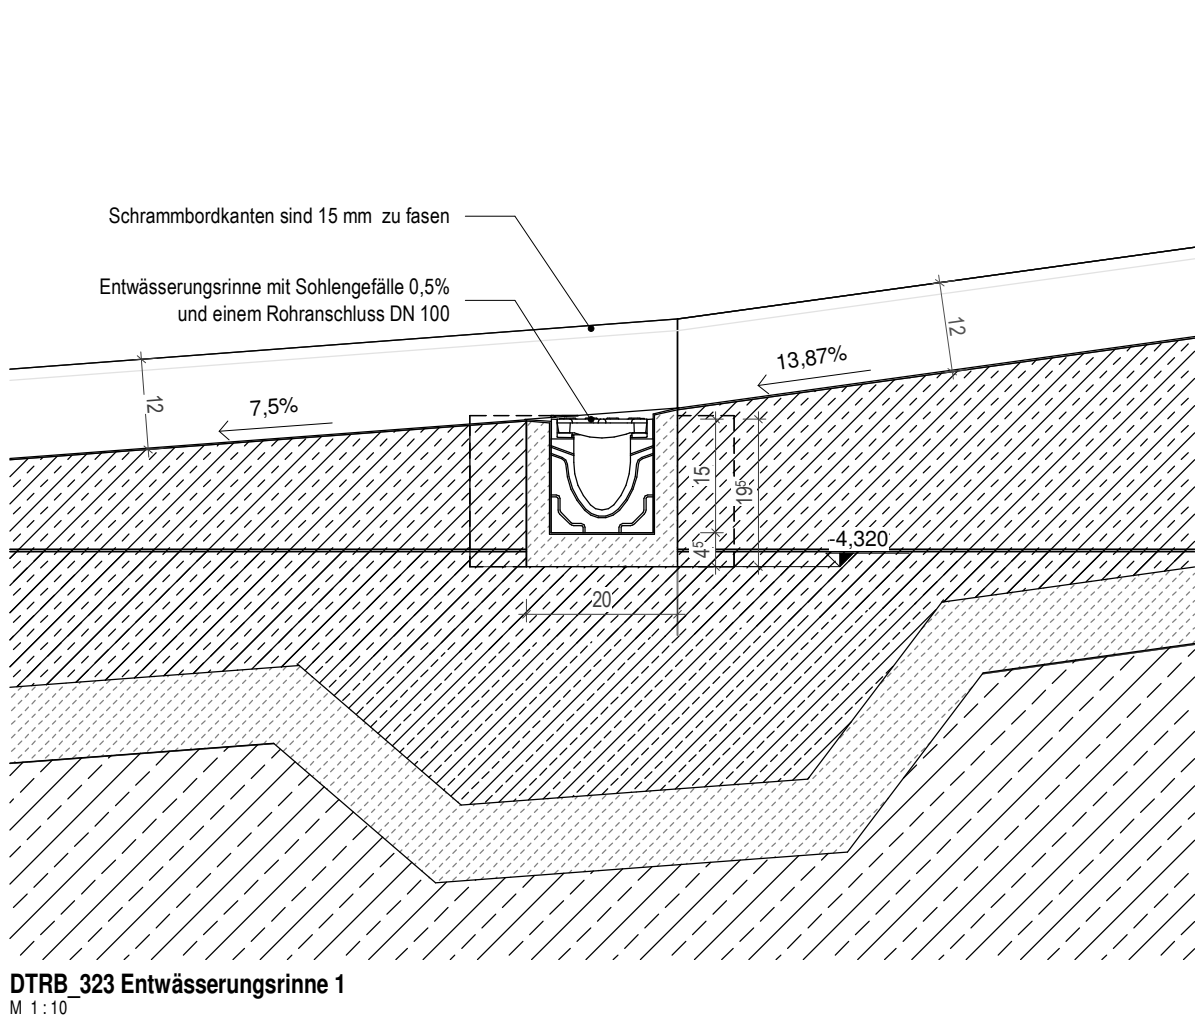 Schrammbordkanten sind 15 mm zu fasen
Entwässerungsrinne mit Sohlengefälle 0,5%
und einem Rohranschluss DN 100
12
13,87%
12
7,5%
15
19⁵
4⁵
-4,320
20
DTRB_323 Entwässerungsrinne 1
M 1 : 10